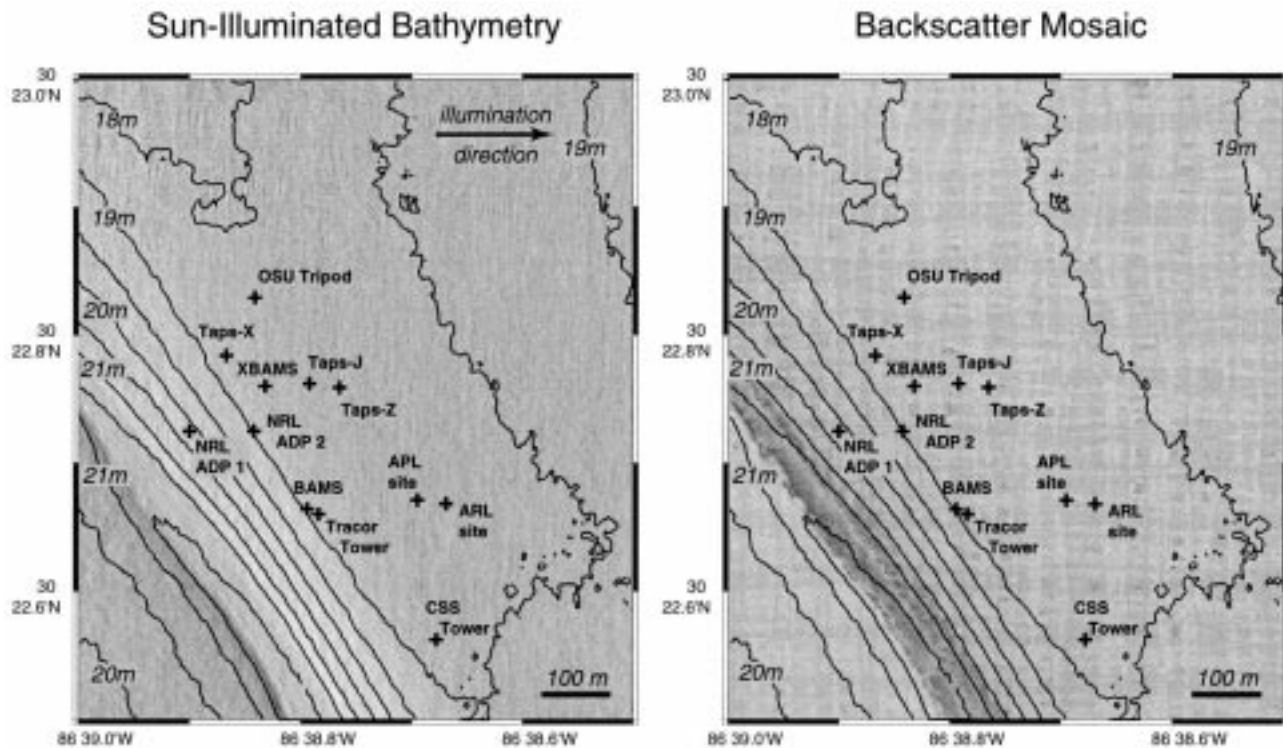 Sun-Illuminated Bathymetry
30
23.0'N
18m
illumination
direction
19m
19m
OSU Tripod
20m
30
22.8'N
Taps-X
XBAMS
Taps-J
21m
Taps-Z
NRL
ADP 2
NRL
ADP 1
21m
APL
site
BAMS
ARL
site
Tracor
Tower
30
22.6'N
CSS
Tower
20m
100 m
86 39.0'W
86 38.8'W
86 38.6'W
Backscatter Mosaic
30
23.0'N
18m
19m
19m
OSU Tripod
20m
30
22.8'N
Taps-X
XBAMS
Taps-J
21m
Taps-Z
NRL
ADP 2
NRL
ADP 1
21m
APL
site
BAMS
ARL
site
Tracor
Tower
30
22.6'N
CSS
Tower
20m
100 m
86 39.0'W
86 38.8'W
86 38.6'W